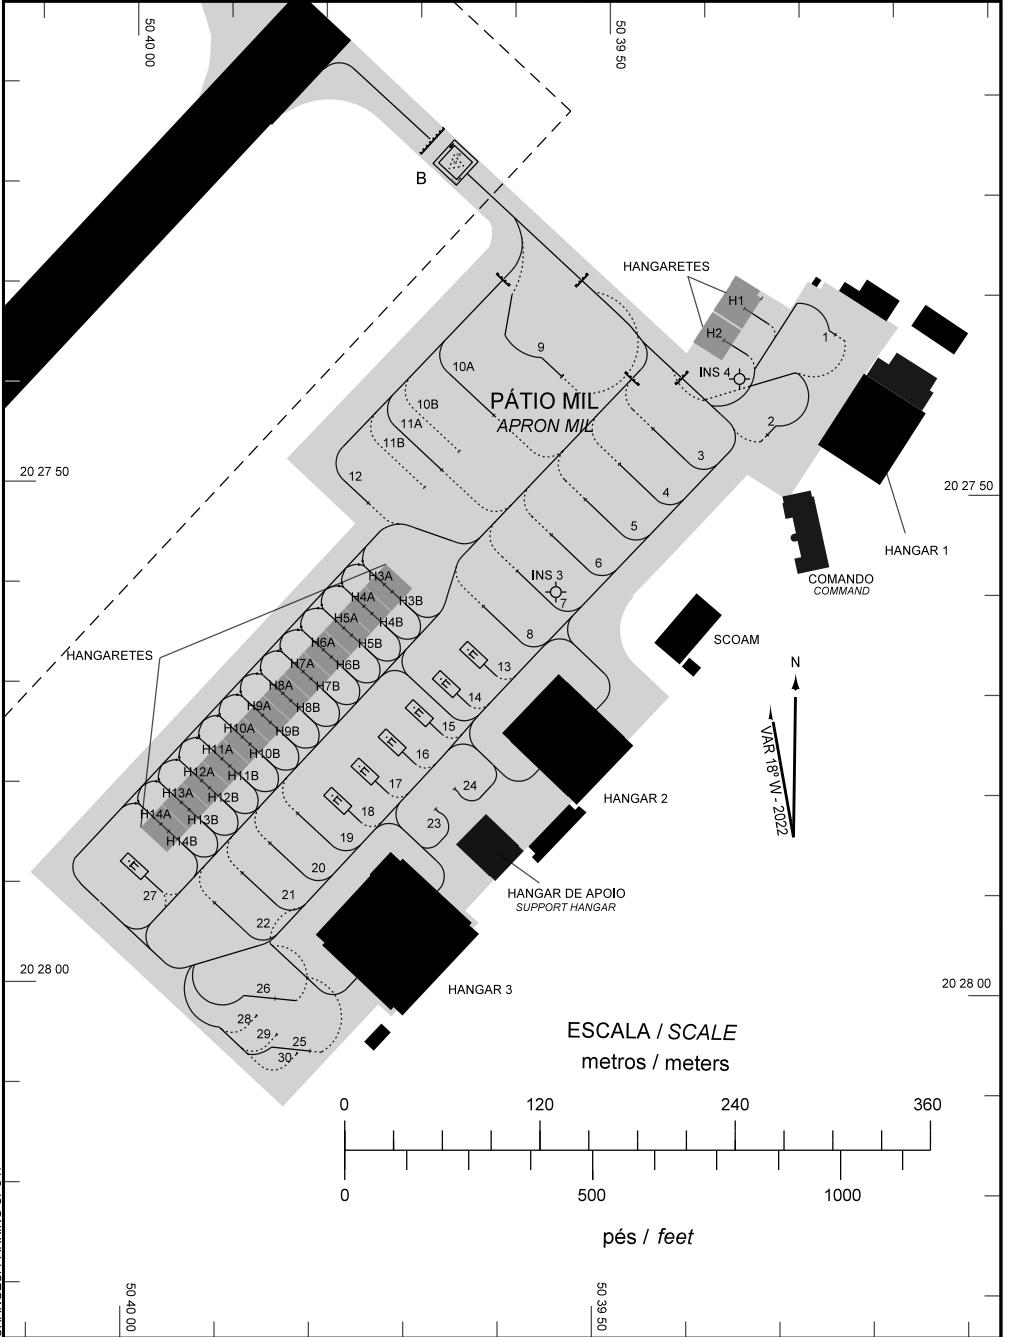 50 40 00
50 39 50
B
HANGARETES
H1
H2
1
9
10A
INS 4
PÁTIO MIL
APRON MIL
10B
11A
11B
2
3
12
20 27 50
4
20 27 50
5
HANGAR 1
6
H3A
INS 3
COMANDO
COMMAND
H4A
H3B
7
H5A
H4B
8
SCOAM
H6A
H5B
HANGARETES
N
H7A
H6B
E
13
H8A
H7B
E
14
H9A
H8B
E
15
VAR 18º W - 2022
H10A
H9B
E
16
H11A
H10B
E
17
24
H12A
H11B
HANGAR 2
H13A
H12B
E
18
H14A
H13B
23
H14B
19
E
20
27
21
HANGAR DE APOIO
SUPPORT HANGAR
22
20 28 00
20 28 00
26
HANGAR 3
28
29
25
30
ESCALA / SCALE
metros / meters
0 120 240 360
0 500 1000
pés / feet
50 40 00
50 39 50